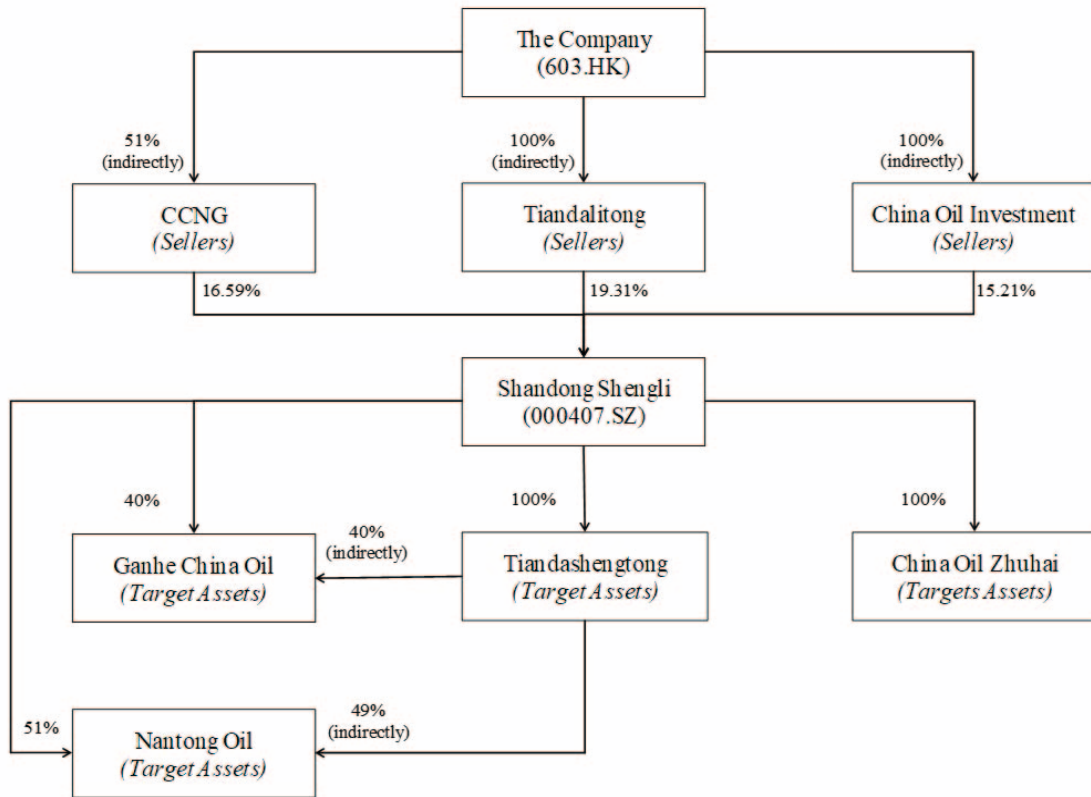 The Company
(603.HK)
51%
(indirectly)
100%
(indirectly)
100%
(indirectly)
CCNG
(Sellers)
Tiandalitong
(Sellers)
China Oil Investment
(Sellers)
16.59%
19.31%
15.21%
Shandong Shengli
(000407.SZ)
40%
100%
100%
40%
(indirectly)
Ganhe China Oil
(Target Assets)
Tiandashengtong
(Target Assets)
China Oil Zhuhai
(Targets Assets)
51%
49%
(indirectly)
Nantong Oil
(Target Assets)